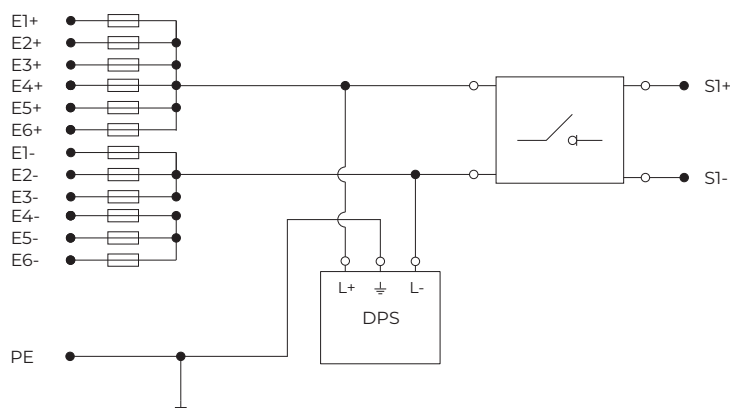 E1+
E2+
E3+
E4+
E5+
E6+
E1-
E2-
E3-
E4-
E5-
E6-
S1+
S1-
L+ L-
DPS
PE